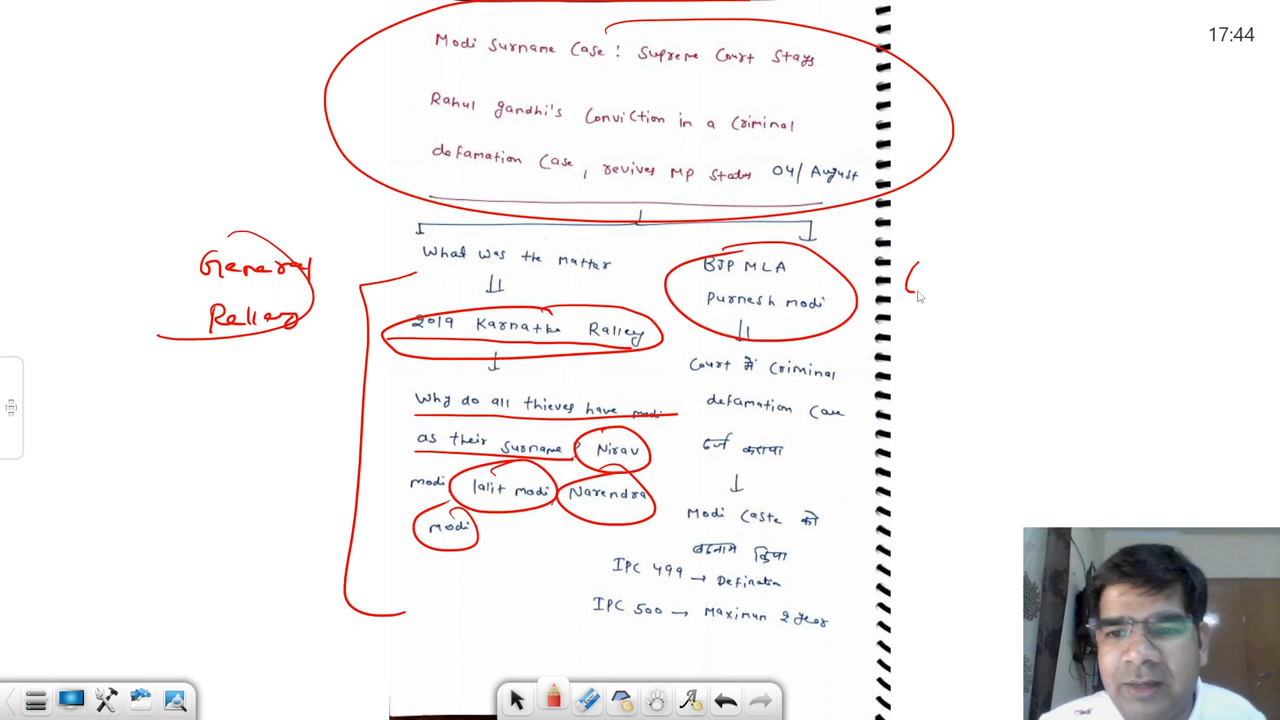 17:44
Modi Surname Case: Supreme Court Stays
Rahul gandhi's Conviction in a Criminal
defamation Case, revives MP Status 04/August
What was the Matter
2019 Karnatke Ralley
Why do all thieves have modi
as their surname? Nirav
modi lalit modi, Narendra
modi
BJP MLA
Purnesh modi
Court में Criminal
defamation Case
दर्ज कराया
Modi Caste को
बदनाम किया
IPC 499 → Defination
IPC 500 → Maximum 2 year
General
Ralley